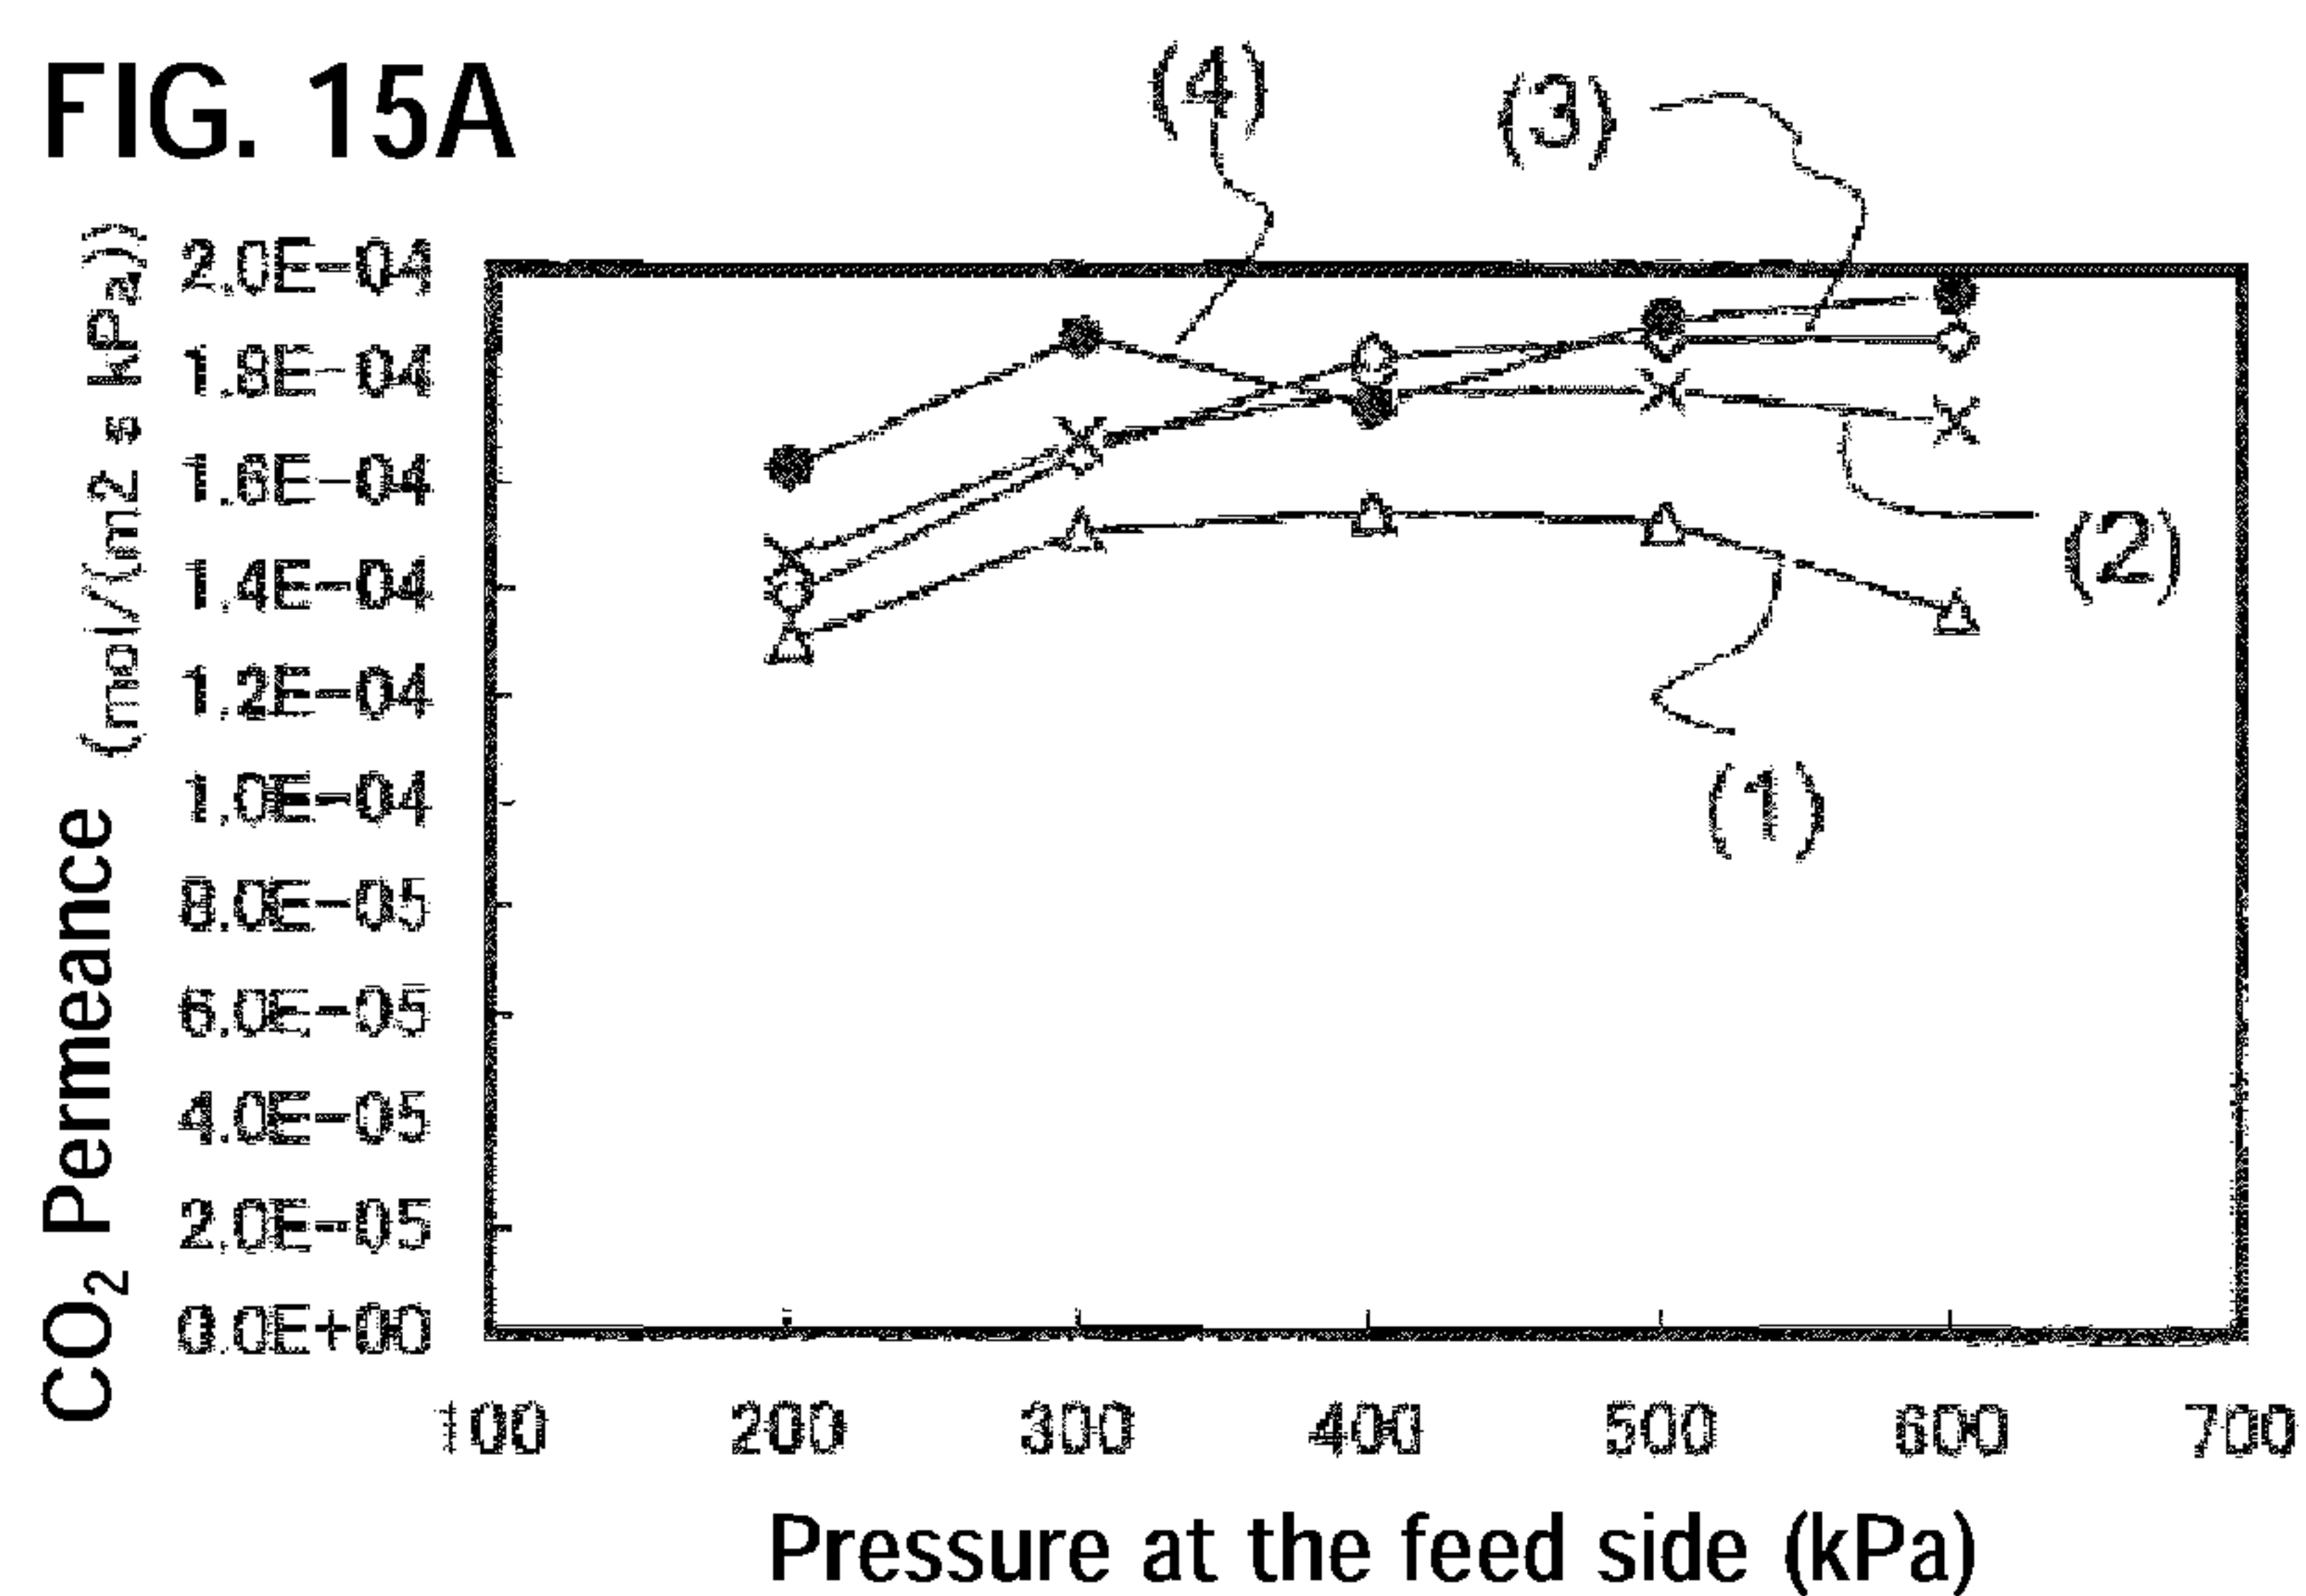 FIG. 15A
(4)
(3)
CO₂ Permeance (mol/(m2 s kPa))
2.0E-04
1.8E-04
1.6E-04
1.4E-04
1.2E-04
1.0E-04
8.0E-05
6.0E-05
4.0E-05
2.0E-05
0.0E+00
(2)
(1)
100 200 300 400 500 600 700
Pressure at the feed side (kPa)